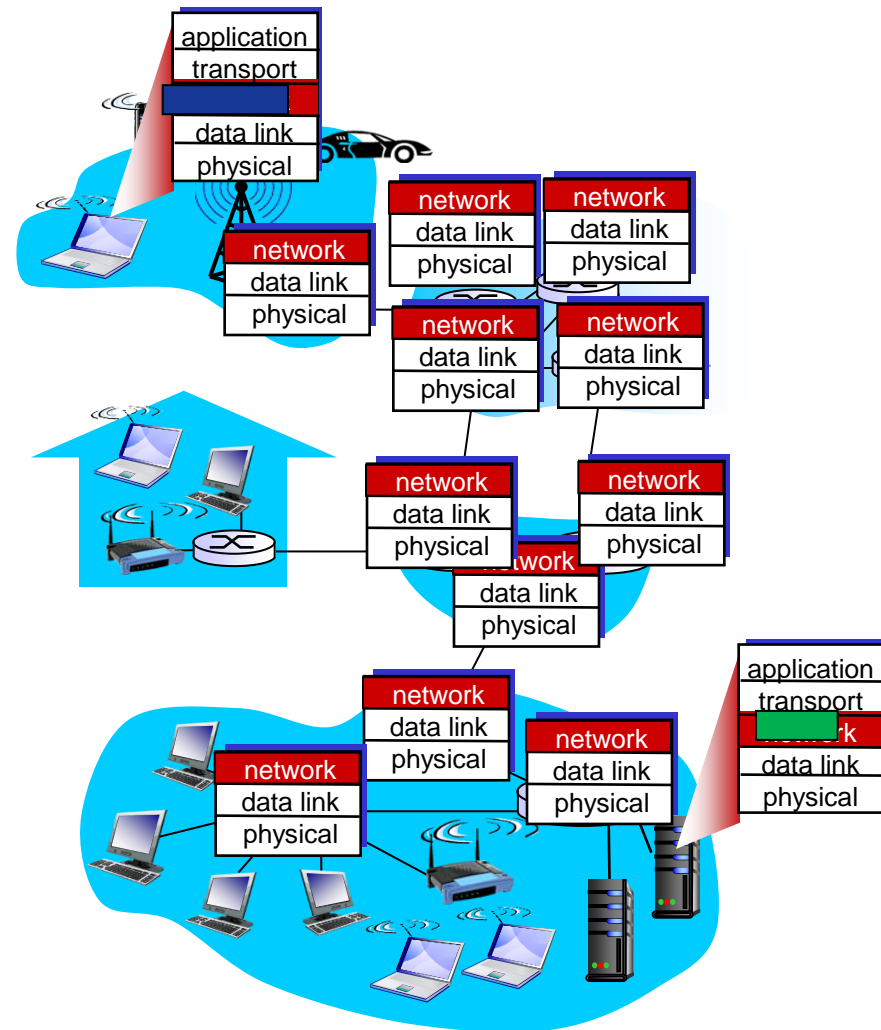 application
transport
data link
physical
network
data link
physical
network
data link
physical
network
data link
physical
network
data link
physical
network
data link
physical
network
data link
physical
network
data link
physical
network
data link
physical
network
data link
physical
application
transport
data link
physical
network
data link
physical
network
data link
physical